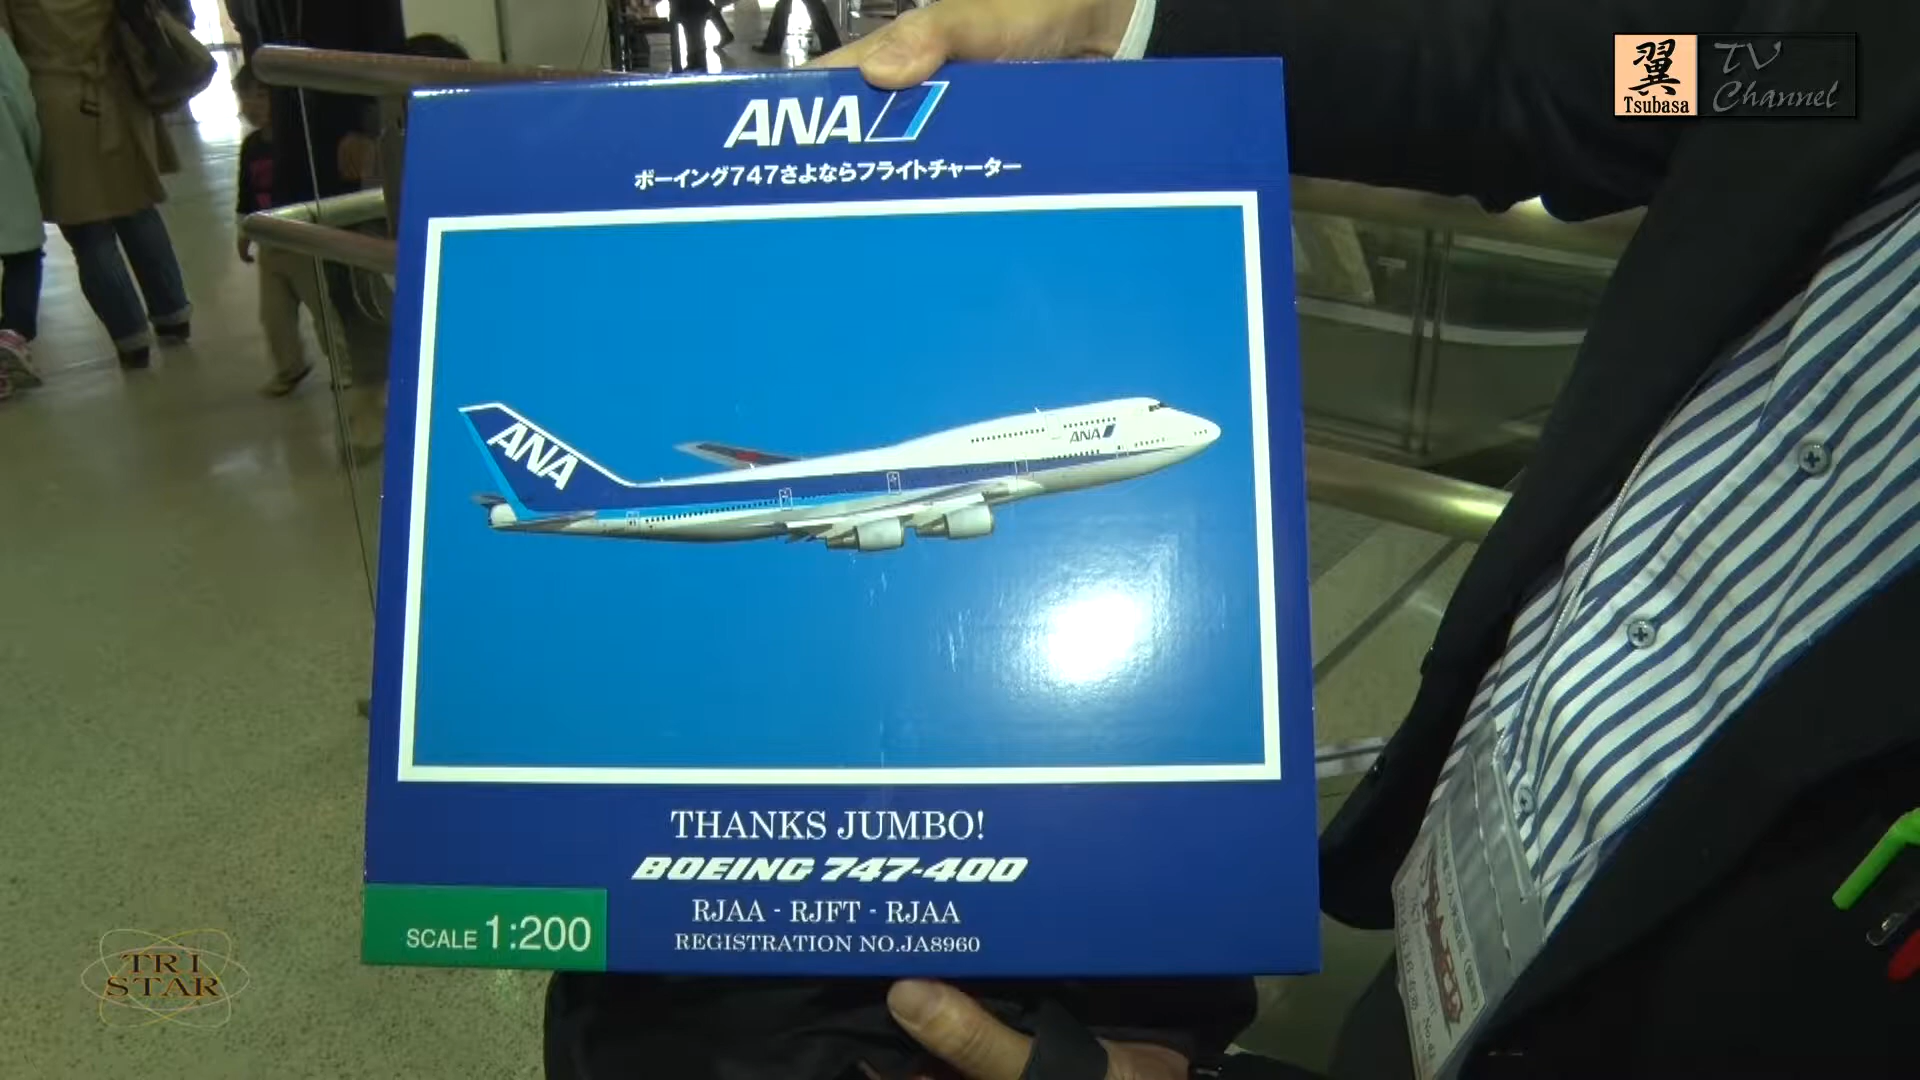 翼
Tsubasa
TV
Channel
ANA
ボーイング747さよならフライトチャーター
ANA
ANA
THANKS JUMBO!
BOEING 747-400
RJAA - RJFT - RJAA
REGISTRATION NO.JA8960
SCALE 1:200
TRI
STAR